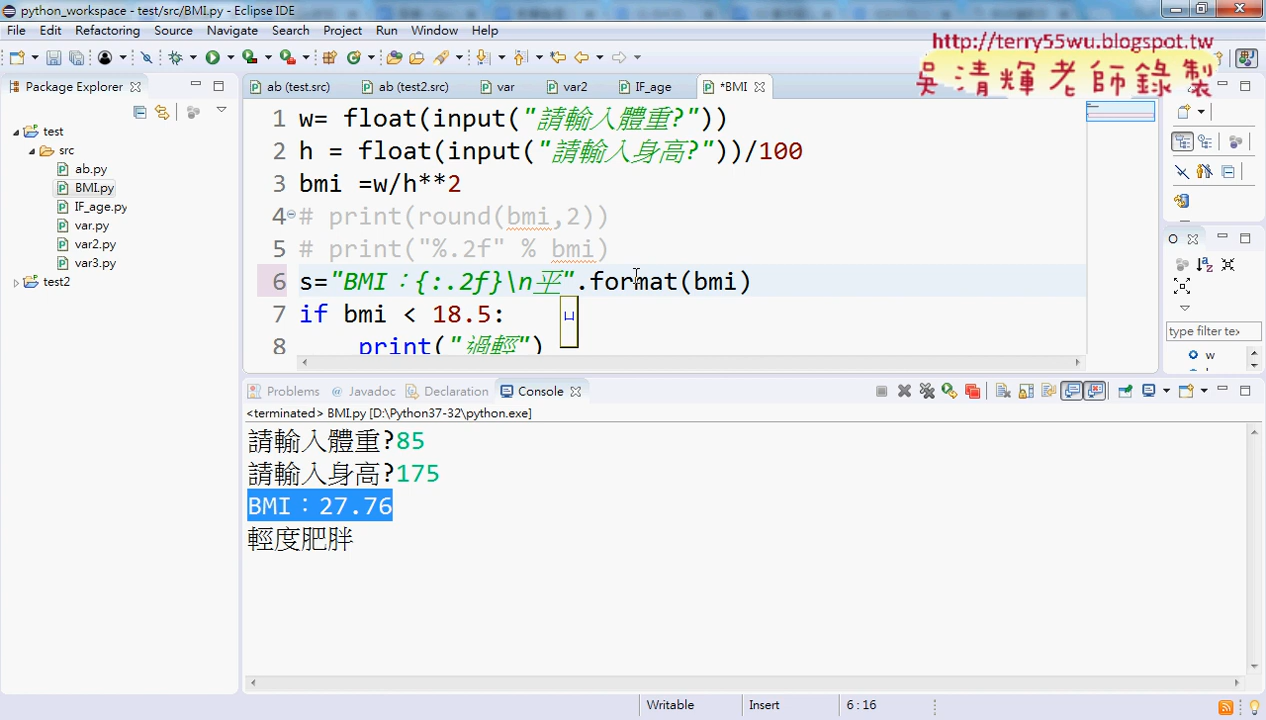 python_workspace - test/src/BMI.py - Eclipse IDE
File Edit Refactoring Source Navigate Search Project Run Window Help
http://terry55wu.blogspot.tw
吳清輝老師錄製
Package Explorer
ab (test.src) ab (test2.src) var var2 IF_age *BMI
test
src
ab.py
BMI.py
IF_age.py
var.py
var2.py
var3.py
test2
1 w= float(input("請輸入體重?"))
2 h = float(input("請輸入身高?"))/100
3 bmi =w/h**2
4 # print(round(bmi,2))
5 # print("%.2f" % bmi)
6 s="BMI：{:.2f}\n平".format(bmi)
ㄩ
7 if bmi < 18.5:
8 print("過輕")
O
type filter te
w
Problems Javadoc Declaration Console
<terminated> BMI.py [D:\Python37-32\python.exe]
請輸入體重?85
請輸入身高?175
BMI：27.76
輕度肥胖
Writable Insert 6 : 16